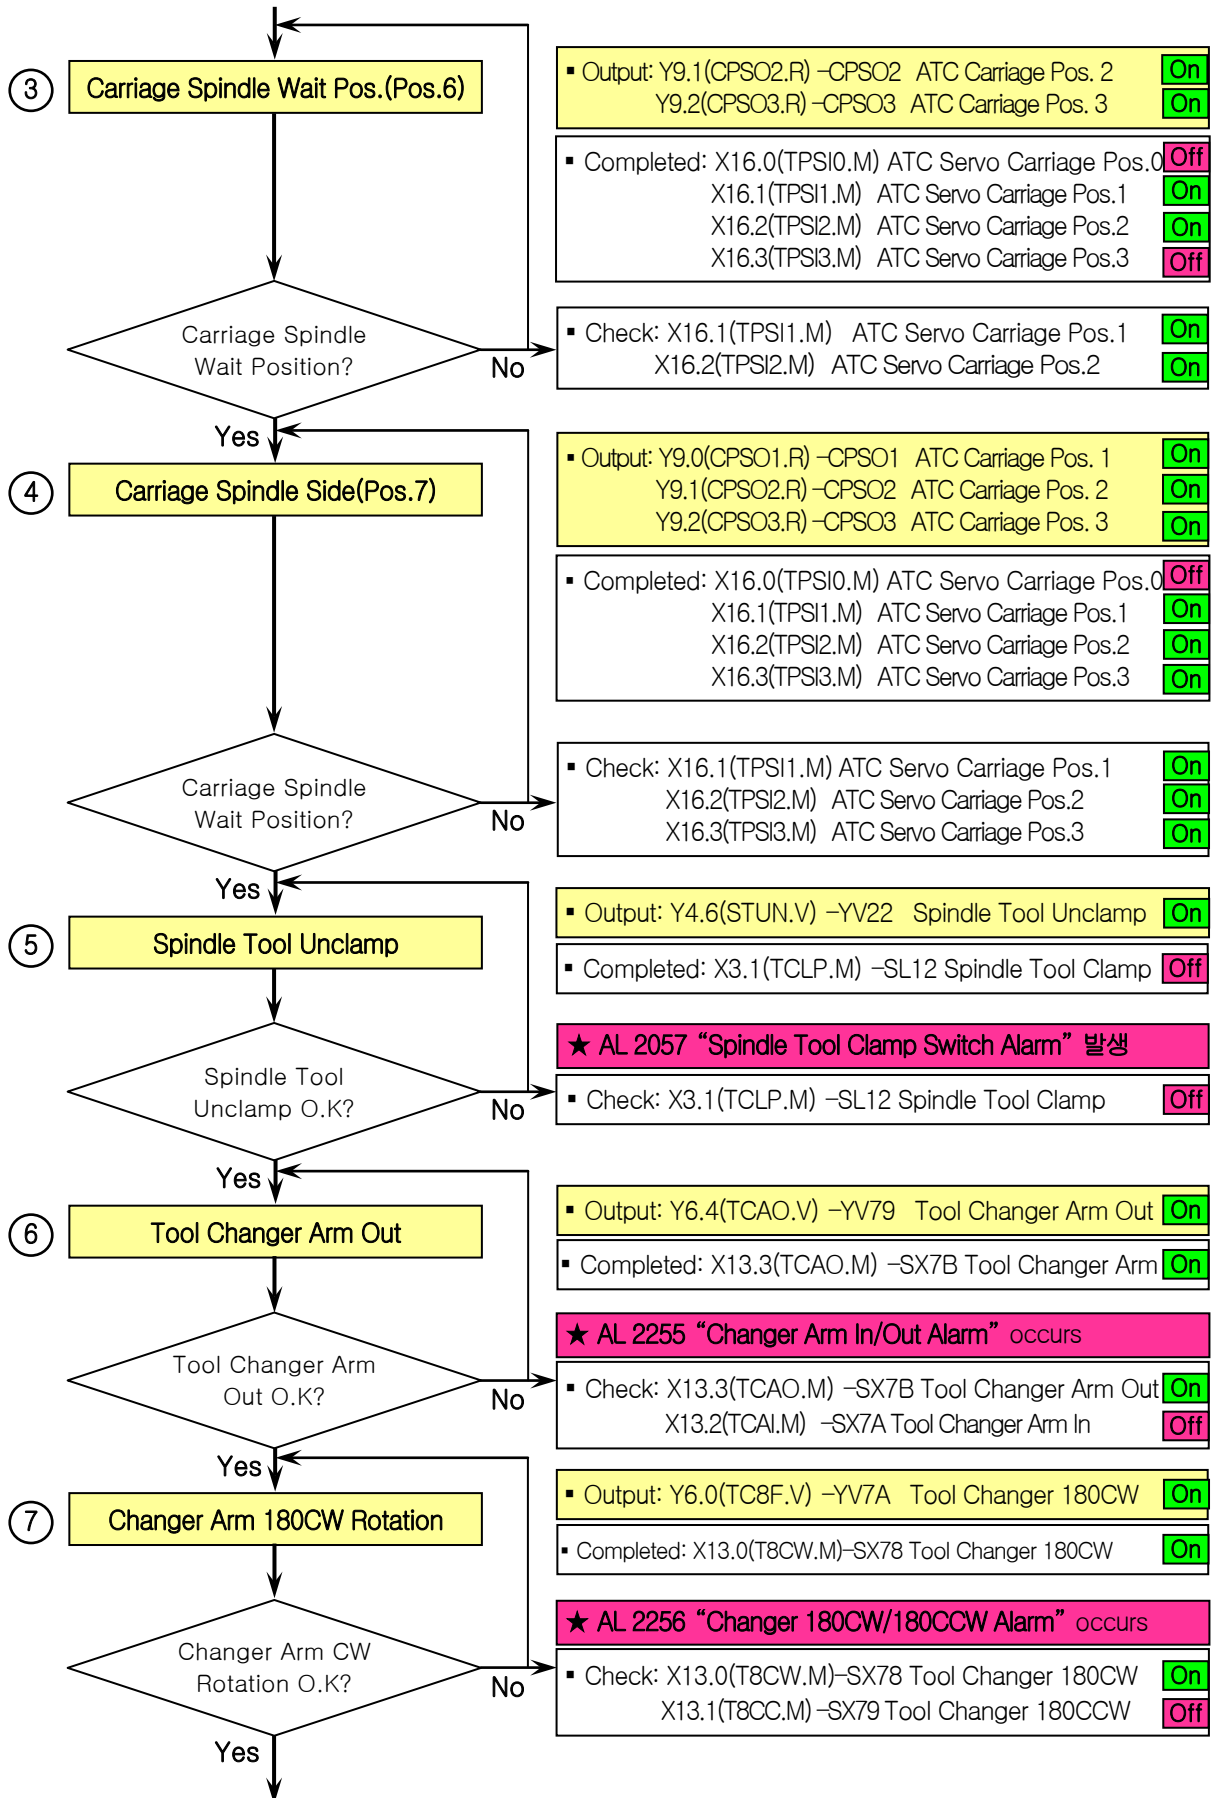 ③ Carriage Spindle Wait Pos.(Pos.6)
▪ Output: Y9.1(CPSO2.R) -CPSO2 ATC Carriage Pos. 2 On
Y9.2(CPSO3.R) -CPSO3 ATC Carriage Pos. 3 On
▪ Completed: X16.0(TPSI0.M) ATC Servo Carriage Pos.0 Off
X16.1(TPSI1.M) ATC Servo Carriage Pos.1 On
X16.2(TPSI2.M) ATC Servo Carriage Pos.2 On
X16.3(TPSI3.M) ATC Servo Carriage Pos.3 Off
Carriage Spindle
Wait Position?
No
▪ Check: X16.1(TPSI1.M) ATC Servo Carriage Pos.1 On
X16.2(TPSI2.M) ATC Servo Carriage Pos.2 On
Yes
④ Carriage Spindle Side(Pos.7)
▪ Output: Y9.0(CPSO1.R) -CPSO1 ATC Carriage Pos. 1 On
Y9.1(CPSO2.R) -CPSO2 ATC Carriage Pos. 2 On
Y9.2(CPSO3.R) -CPSO3 ATC Carriage Pos. 3 On
▪ Completed: X16.0(TPSI0.M) ATC Servo Carriage Pos.0 Off
X16.1(TPSI1.M) ATC Servo Carriage Pos.1 On
X16.2(TPSI2.M) ATC Servo Carriage Pos.2 On
X16.3(TPSI3.M) ATC Servo Carriage Pos.3 On
Carriage Spindle
Wait Position?
No
▪ Check: X16.1(TPSI1.M) ATC Servo Carriage Pos.1 On
X16.2(TPSI2.M) ATC Servo Carriage Pos.2 On
X16.3(TPSI3.M) ATC Servo Carriage Pos.3 On
Yes
⑤ Spindle Tool Unclamp
▪ Output: Y4.6(STUN.V) -YV22 Spindle Tool Unclamp On
▪ Completed: X3.1(TCLP.M) -SL12 Spindle Tool Clamp Off
Spindle Tool
Unclamp O.K?
No
★ AL 2057 “Spindle Tool Clamp Switch Alarm” 발생
▪ Check: X3.1(TCLP.M) -SL12 Spindle Tool Clamp Off
Yes
⑥ Tool Changer Arm Out
▪ Output: Y6.4(TCAO.V) -YV79 Tool Changer Arm Out On
▪ Completed: X13.3(TCAO.M) -SX7B Tool Changer Arm On
Tool Changer Arm
Out O.K?
No
★ AL 2255 “Changer Arm In/Out Alarm” occurs
▪ Check: X13.3(TCAO.M) -SX7B Tool Changer Arm Out On
X13.2(TCAI.M) -SX7A Tool Changer Arm In Off
Yes
⑦ Changer Arm 180CW Rotation
▪ Output: Y6.0(TC8F.V) -YV7A Tool Changer 180CW On
▪ Completed: X13.0(T8CW.M)-SX78 Tool Changer 180CW On
Changer Arm CW
Rotation O.K?
No
★ AL 2256 “Changer 180CW/180CCW Alarm” occurs
▪ Check: X13.0(T8CW.M)-SX78 Tool Changer 180CW On
X13.1(T8CC.M) -SX79 Tool Changer 180CCW Off
Yes